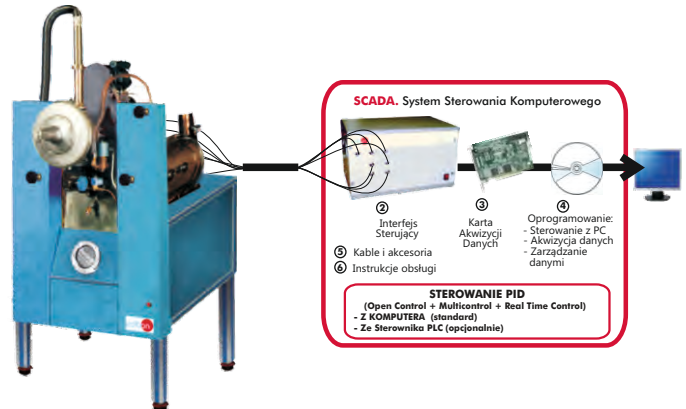 SCADA. System Sterowania Komputerowego
②
Interfejs
Sterujący
③
Karta
Akwizycji
Danych
④
Oprogramowanie:
- Sterowanie z PC
- Akwizycja danych
- Zarządzanie
danymi
⑤ Kable i akcesoria
⑥ Instrukcje obsługi
STEROWANIE PID
(Open Control + Multicontrol + Real Time Control)
- Z KOMPUTERA (standard)
- Ze Sterownika PLC (opcjonalnie)